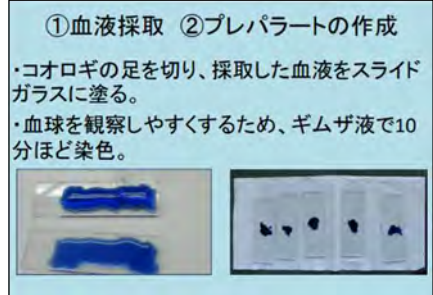 ①血液採取 ②プレパラートの作成
・コオロギの足を切り、採取した血液をスライド
ガラスに塗る。
・血球を観察しやすくするため、ギムザ液で10
分ほど染色。